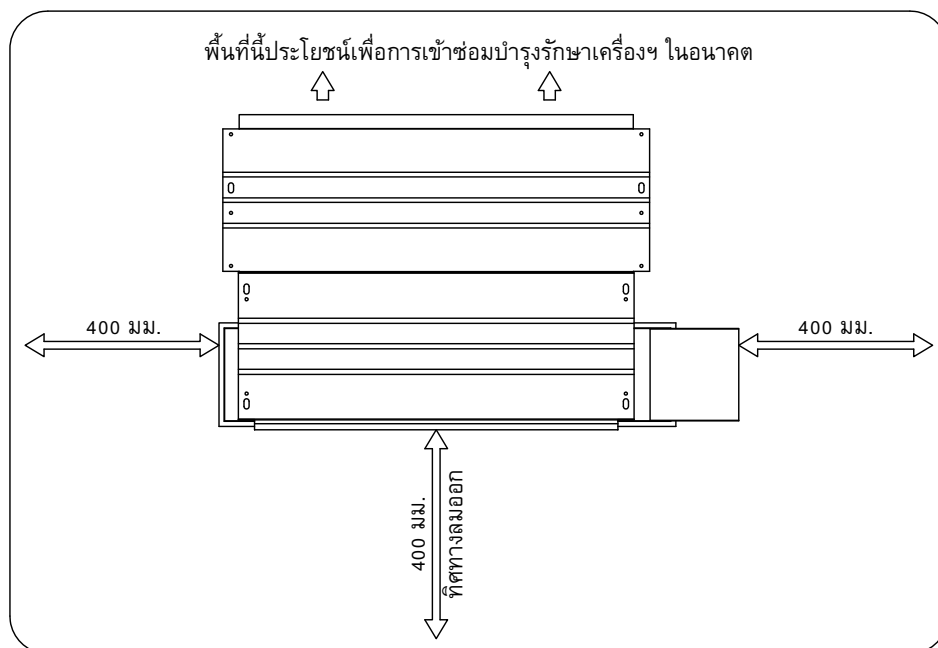 พื้นที่นี้ประโยชน์เพื่อการเข้าซ่อมบำรุงรักษาเครื่องฯ ในอนาคต
400 มม.
400 มม.
400 มม.
ทิศทางลมออก